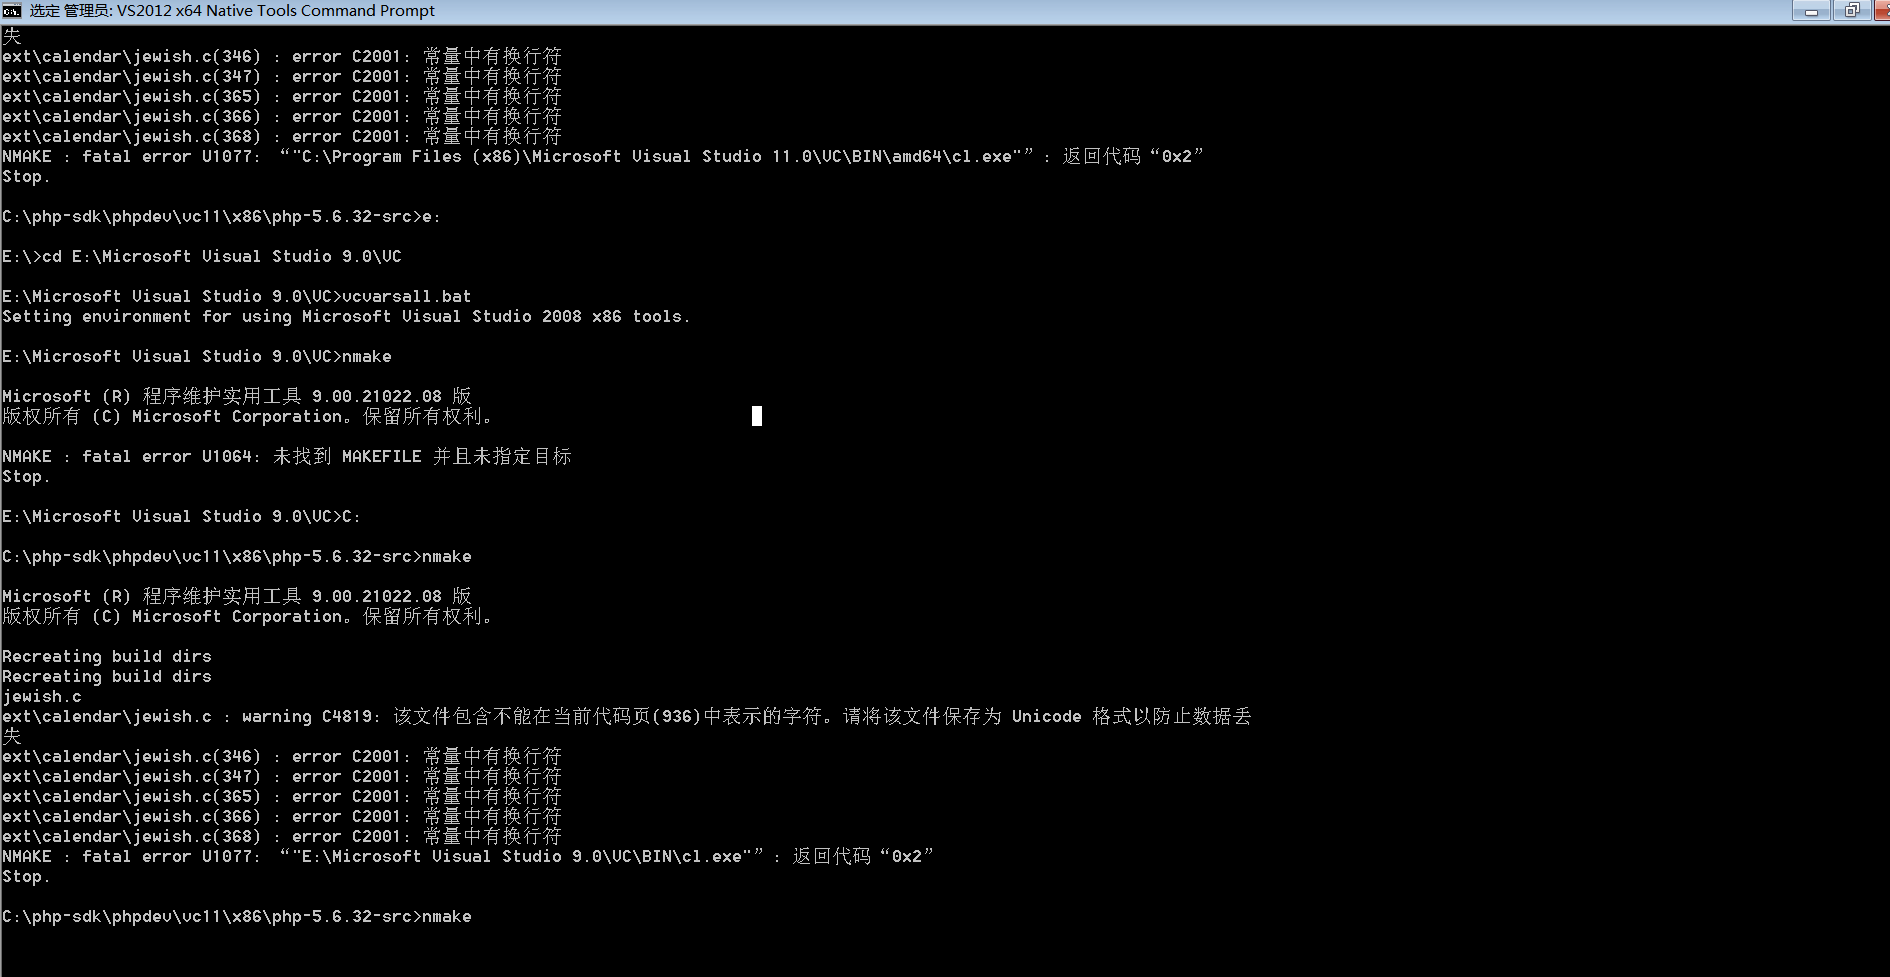 选定 管理员: VS2012 x64 Native Tools Command Prompt
失
ext\calendar\jewish.c(346) : error C2001: 常量中有换行符
ext\calendar\jewish.c(347) : error C2001: 常量中有换行符
ext\calendar\jewish.c(365) : error C2001: 常量中有换行符
ext\calendar\jewish.c(366) : error C2001: 常量中有换行符
ext\calendar\jewish.c(368) : error C2001: 常量中有换行符
NMAKE : fatal error U1077: “"C:\Program Files (x86)\Microsoft Visual Studio 11.0\VC\BIN\amd64\cl.exe"”: 返回代码“0x2”
Stop.
C:\php-sdk\phpdev\vc11\x86\php-5.6.32-src>e:
E:\>cd E:\Microsoft Visual Studio 9.0\VC
E:\Microsoft Visual Studio 9.0\VC>vcvarsall.bat
Setting environment for using Microsoft Visual Studio 2008 x86 tools.
E:\Microsoft Visual Studio 9.0\VC>nmake
Microsoft (R) 程序维护实用工具 9.00.21022.08 版
版权所有 (C) Microsoft Corporation。保留所有权利。
NMAKE : fatal error U1064: 未找到 MAKEFILE 并且未指定目标
Stop.
E:\Microsoft Visual Studio 9.0\VC>C:
C:\php-sdk\phpdev\vc11\x86\php-5.6.32-src>nmake
Microsoft (R) 程序维护实用工具 9.00.21022.08 版
版权所有 (C) Microsoft Corporation。保留所有权利。
Recreating build dirs
Recreating build dirs
jewish.c
ext\calendar\jewish.c : warning C4819: 该文件包含不能在当前代码页(936)中表示的字符。请将该文件保存为 Unicode 格式以防止数据丢
失
ext\calendar\jewish.c(346) : error C2001: 常量中有换行符
ext\calendar\jewish.c(347) : error C2001: 常量中有换行符
ext\calendar\jewish.c(365) : error C2001: 常量中有换行符
ext\calendar\jewish.c(366) : error C2001: 常量中有换行符
ext\calendar\jewish.c(368) : error C2001: 常量中有换行符
NMAKE : fatal error U1077: “"E:\Microsoft Visual Studio 9.0\VC\BIN\cl.exe"”: 返回代码“0x2”
Stop.
C:\php-sdk\phpdev\vc11\x86\php-5.6.32-src>nmake